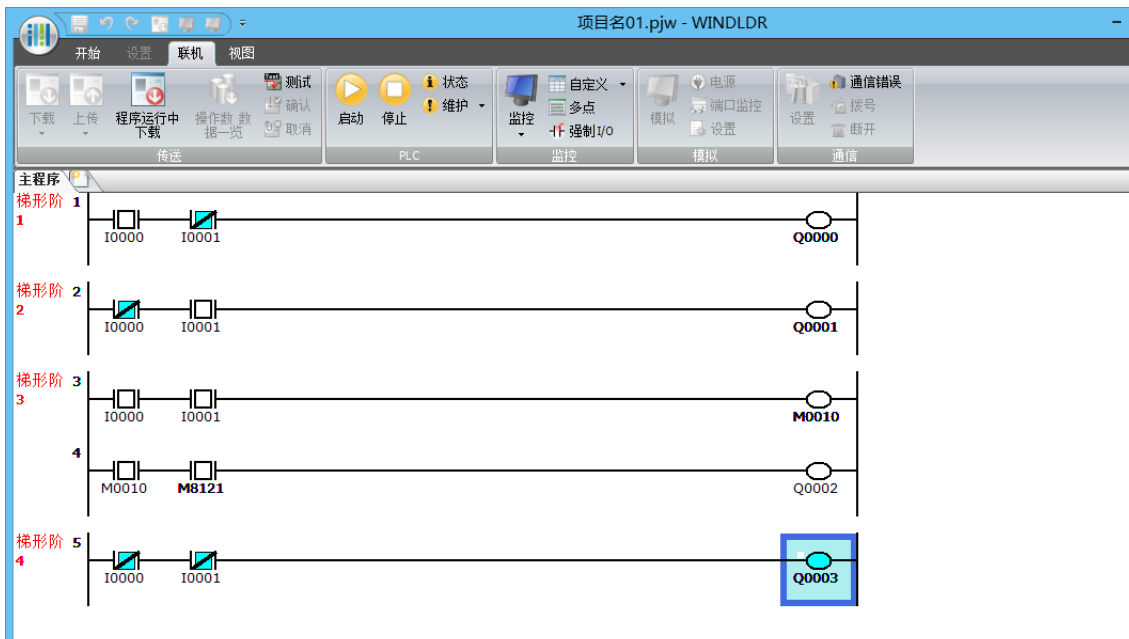 项目名01.pjw - WINDLDR
开始 设置 联机 视图
下载 上传 程序运行中下载 操作数 数据一览 测试 确认 取消
启动 停止 状态 维护
监控 自定义 多点 强制I/O
模拟 电源 端口监控 设置
设置 通信错误 拨号 断开
传送 PLC 监控 模拟 通信
主程序
梯形阶 1
1
I0000 I0001 Q0000
梯形阶 2
2
I0000 I0001 Q0001
梯形阶 3
3
I0000 I0001 M0010
4
M0010 M8121 Q0002
梯形阶 5
4
I0000 I0001 Q0003